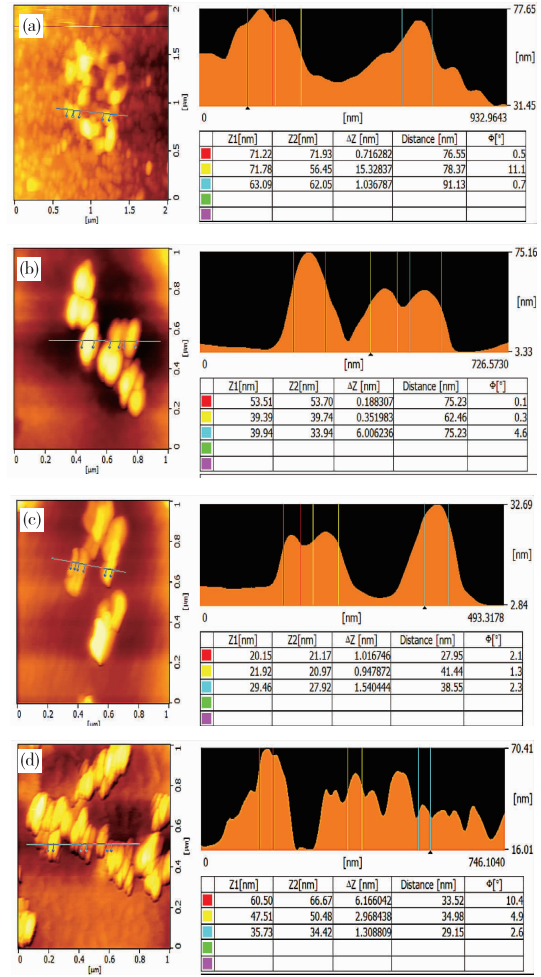 (a)
2
1.5
1
0.5
0
[µm]
0 0.5 1 1.5 2
[µm]
77.65
[nm]
31.45
0 [nm] 932.9643
Z1[nm] Z2[nm] ΔZ[nm] Distance [nm] Φ[°]
71.22 71.93 0.716282 76.55 0.5
71.78 56.45 15.32837 78.37 11.1
63.09 62.05 1.036787 91.13 0.7
(b)
1
0.8
0.6
0.4
0.2
0
[µm]
0 0.2 0.4 0.6 0.8 1
[µm]
75.16
[nm]
3.33
0 [nm] 726.5730
Z1[nm] Z2[nm] ΔZ[nm] Distance [nm] Φ[°]
53.51 53.70 0.188307 75.23 0.1
39.39 39.74 0.351983 62.46 0.3
39.94 33.94 6.006236 75.23 4.6
(c)
1
0.8
0.6
0.4
0.2
0
[µm]
0 0.2 0.4 0.6 0.8 1
[µm]
32.69
[nm]
2.84
0 [nm] 493.3178
Z1[nm] Z2[nm] ΔZ[nm] Distance [nm] Φ[°]
20.15 21.17 1.016746 27.95 2.1
21.92 20.97 0.947872 41.44 1.3
29.46 27.92 1.540444 38.55 2.3
(d)
1
0.8
0.6
0.4
0.2
0
[µm]
0 0.2 0.4 0.6 0.8 1
[µm]
70.41
[nm]
16.01
0 [nm] 746.1040
Z1[nm] Z2[nm] ΔZ[nm] Distance [nm] Φ[°]
60.50 66.67 6.166042 33.52 10.4
47.51 50.48 2.968438 34.98 4.9
35.73 34.42 1.308809 29.15 2.6